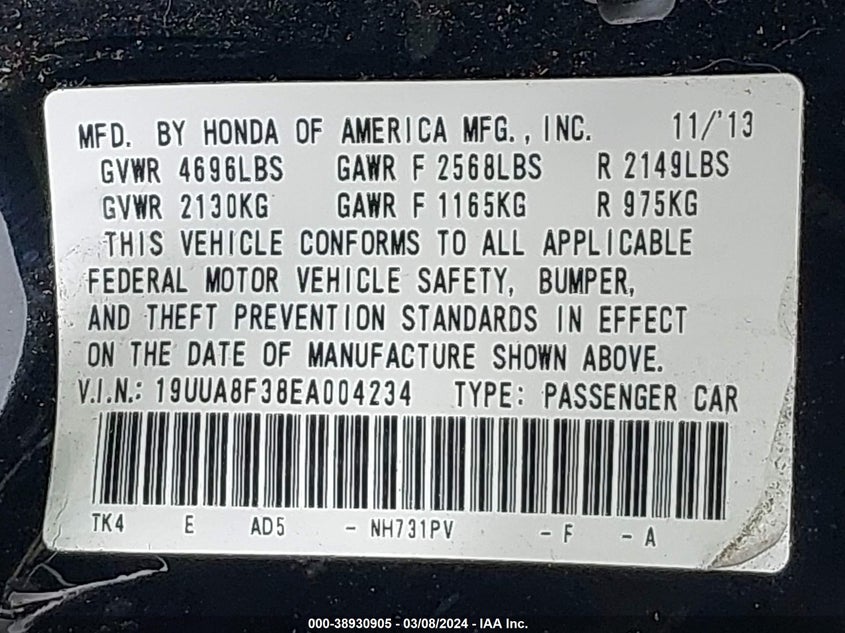 MFD. BY HONDA OF AMERICA MFG., INC. 11/'13
GVWR 4696LBS GAWR F 2568LBS R 2149LBS
GVWR 2130KG GAWR F 1165KG R 975KG
THIS VEHICLE CONFORMS TO ALL APPLICABLE
FEDERAL MOTOR VEHICLE SAFETY, BUMPER,
AND THEFT PREVENTION STANDARDS IN EFFECT
ON THE DATE OF MANUFACTURE SHOWN ABOVE.
V.I.N.: 19UUA8F38EA004234 TYPE: PASSENGER CAR
TK4 E AD5 - NH731PV - F - A
000-38930905 - 03/08/2024 - IAA Inc.